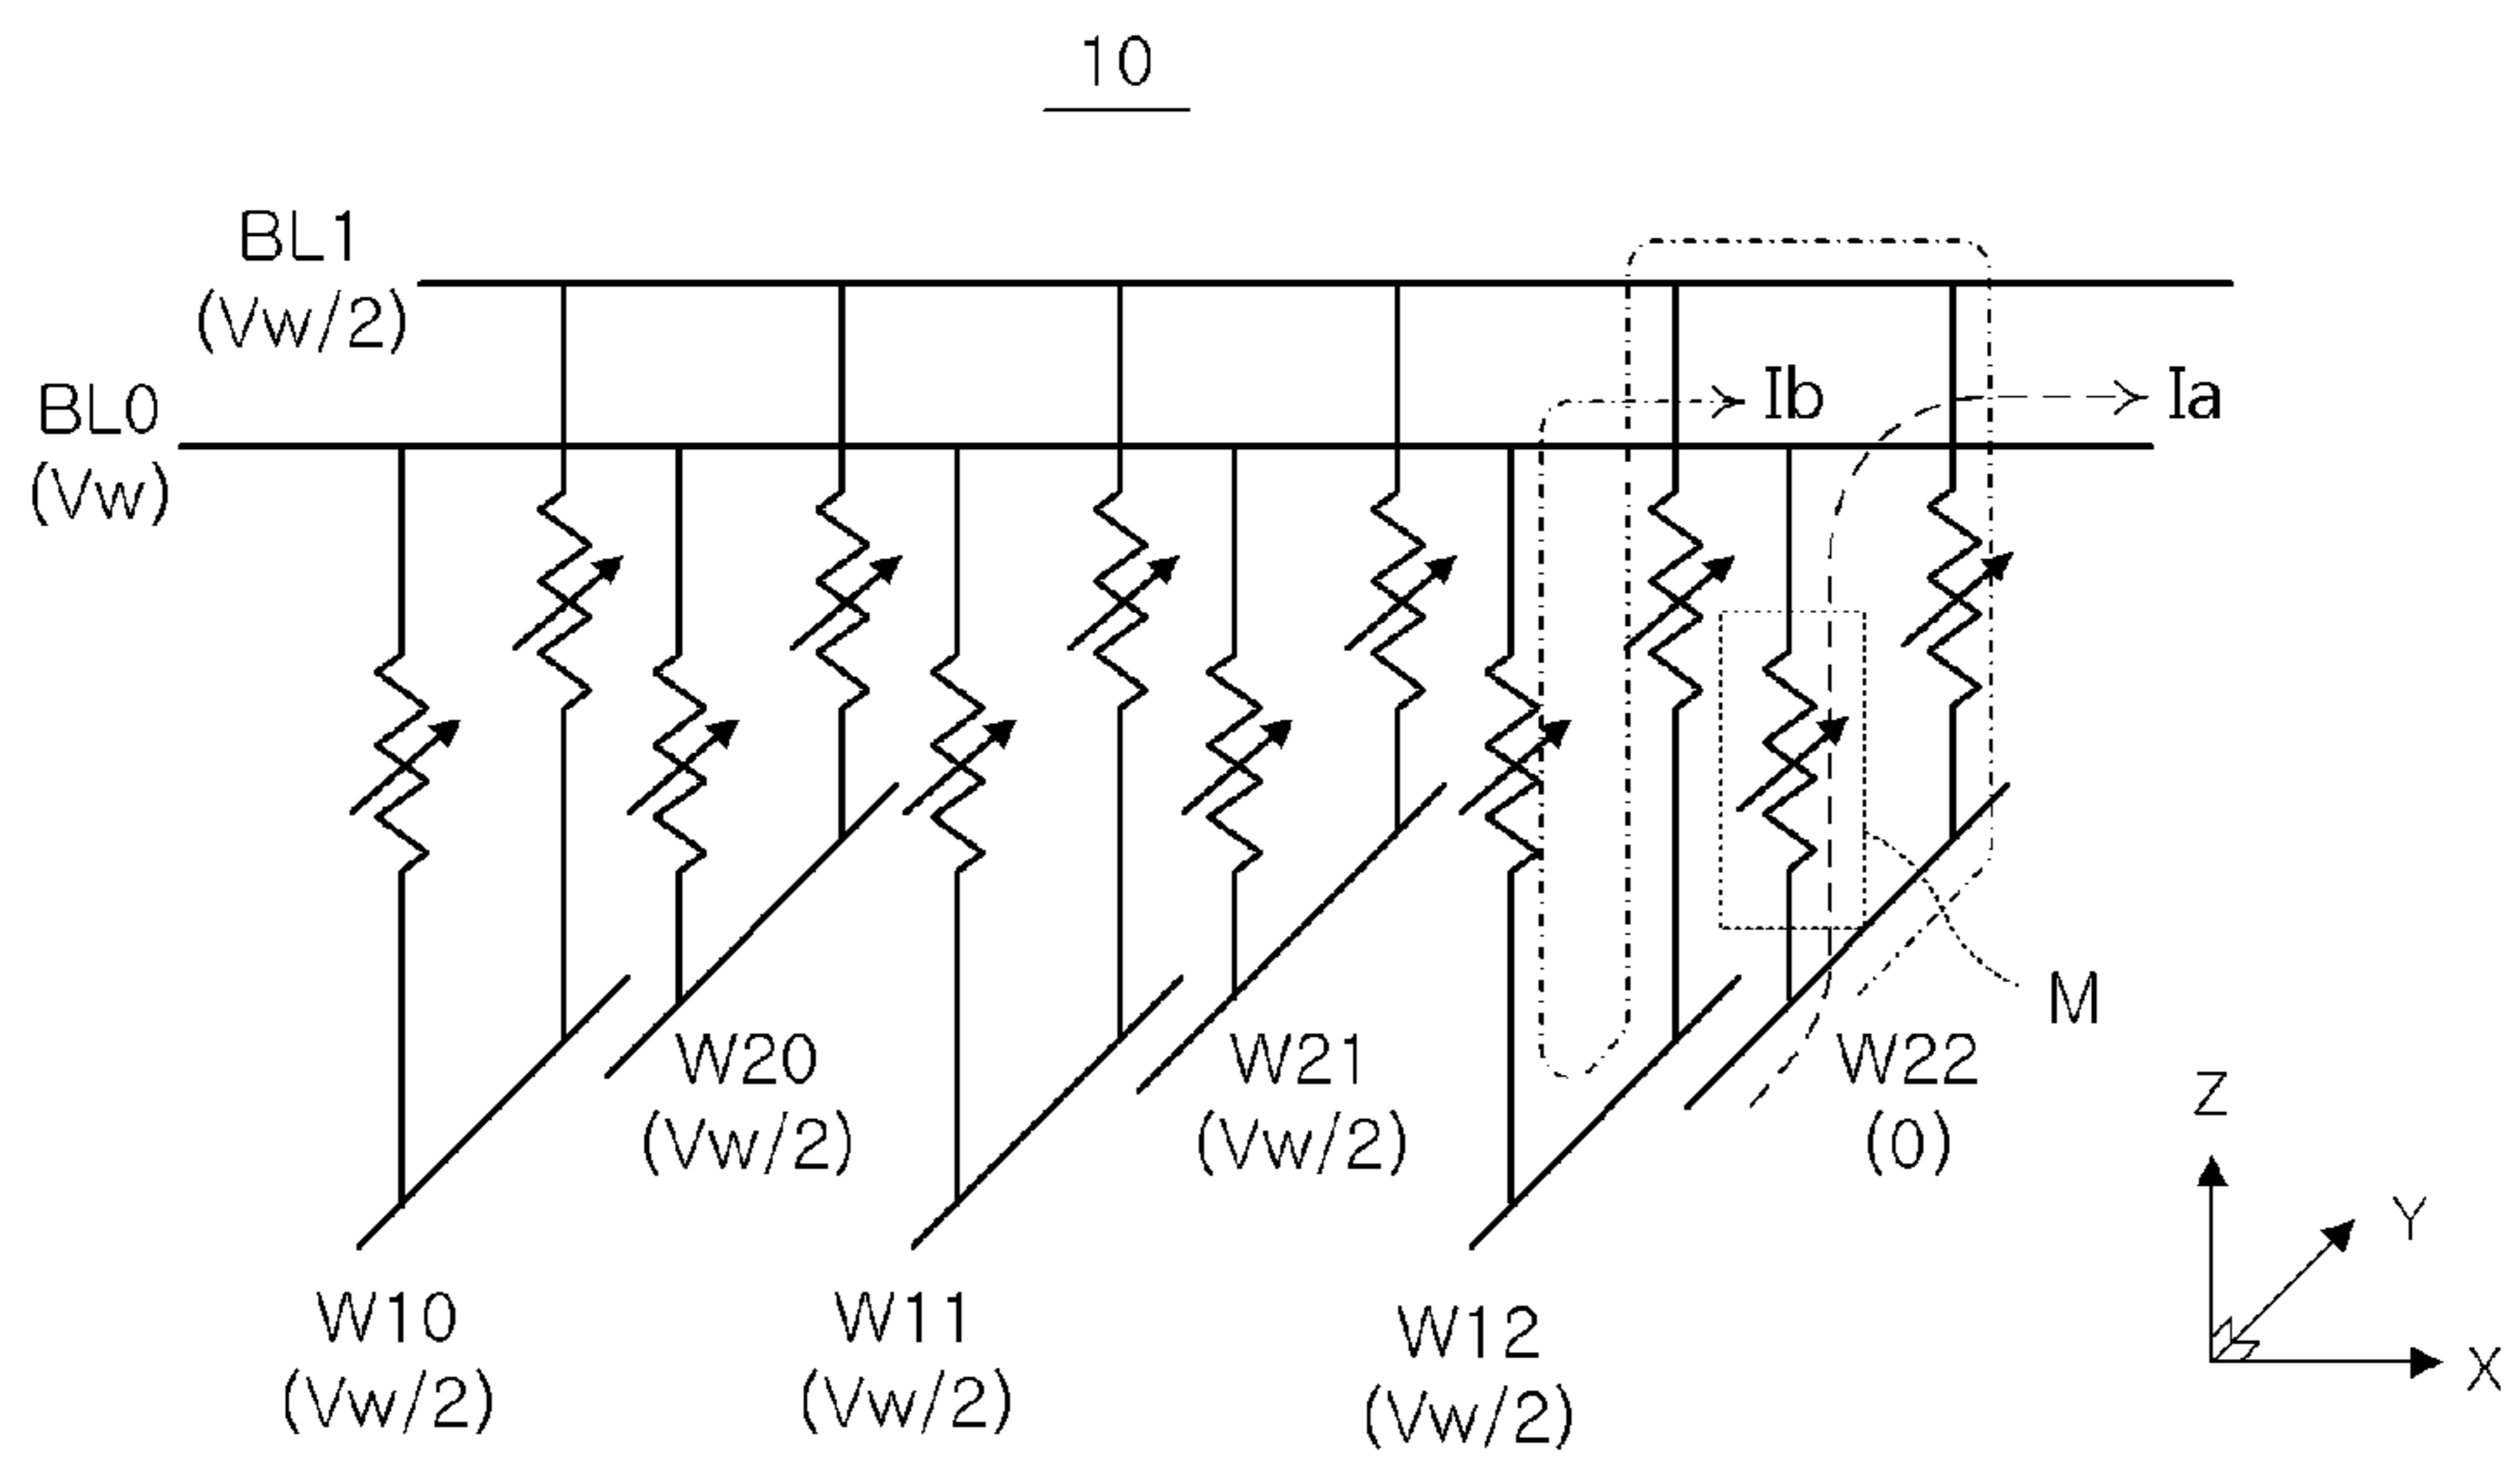 10
BL1
(Vw/2)
BL0
(Vw)
Ib
Ia
M
W20
(Vw/2)
W21
(Vw/2)
W22
(0)
W10
(Vw/2)
W11
(Vw/2)
W12
(Vw/2)
Z
Y
X